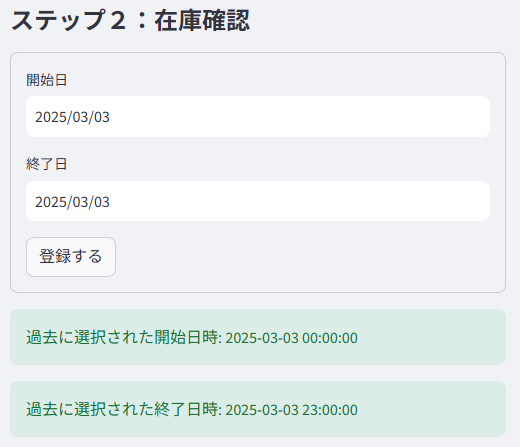 ステップ２：在庫確認
開始日
2025/03/03
終了日
2025/03/03
登録する
過去に選択された開始日時: 2025-03-03 00:00:00
過去に選択された終了日時: 2025-03-03 23:00:00